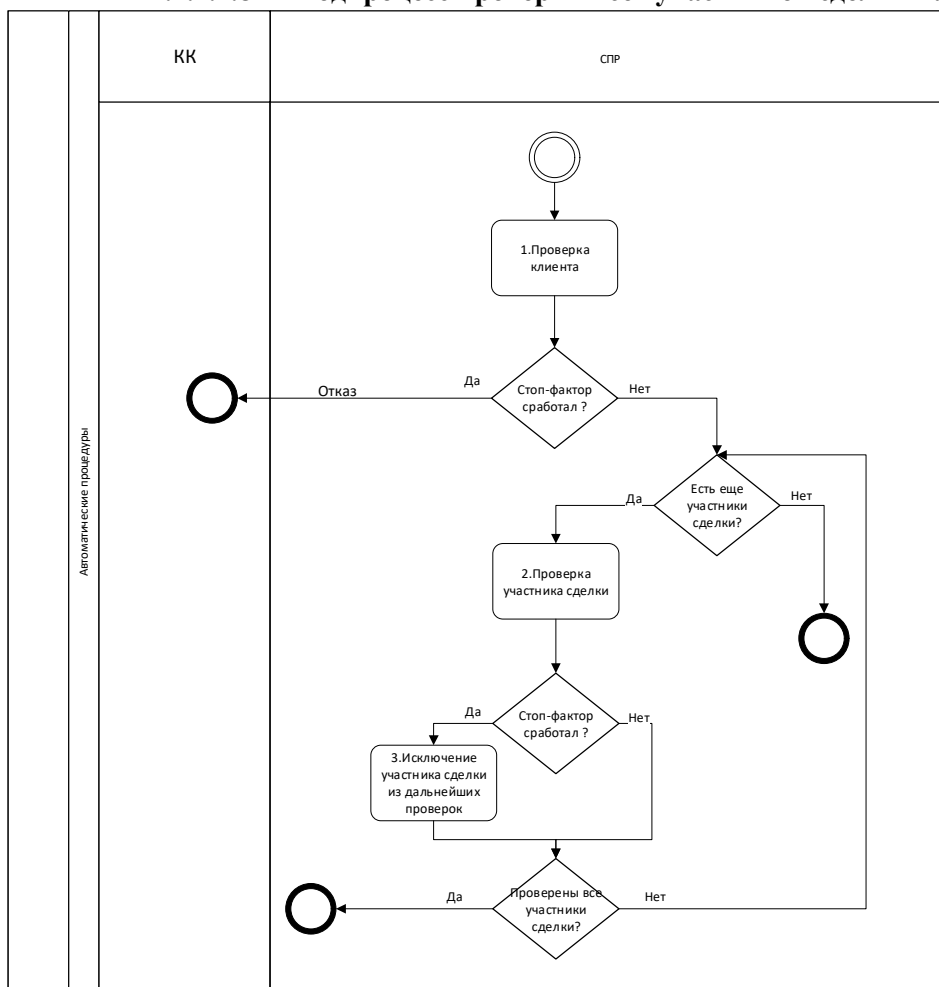 КК
СПР
Автоматические процедуры
1.Проверка
клиента
Стоп-фактор
сработал ?
Да
Отказ
Нет
Есть еще
участники
сделки?
Да
Нет
2.Проверка
участника сделки
Стоп-фактор
сработал ?
Да
Нет
3.Исключение
участника сделки
из дальнейших
проверок
Проверены все
участники
сделки?
Да
Нет